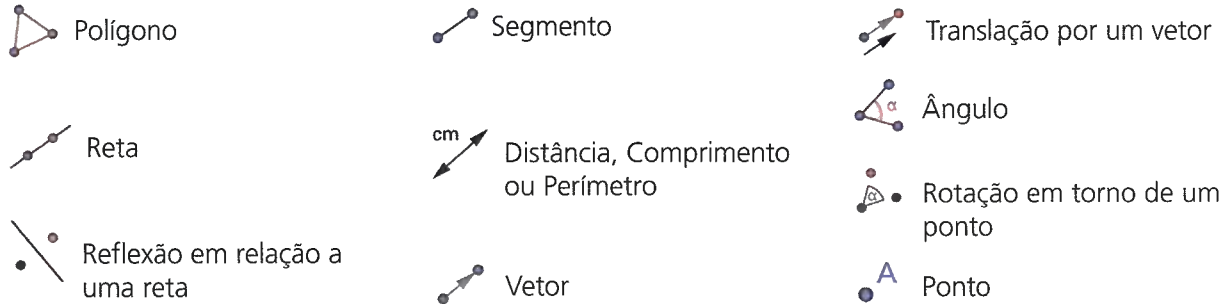 Polígono
Reta
Reflexão em relação a
uma reta
Segmento
cm
Distância, Comprimento
ou Perímetro
Vetor
Translação por um vetor
α
Ângulo
α
Rotação em torno de um
ponto
A
Ponto